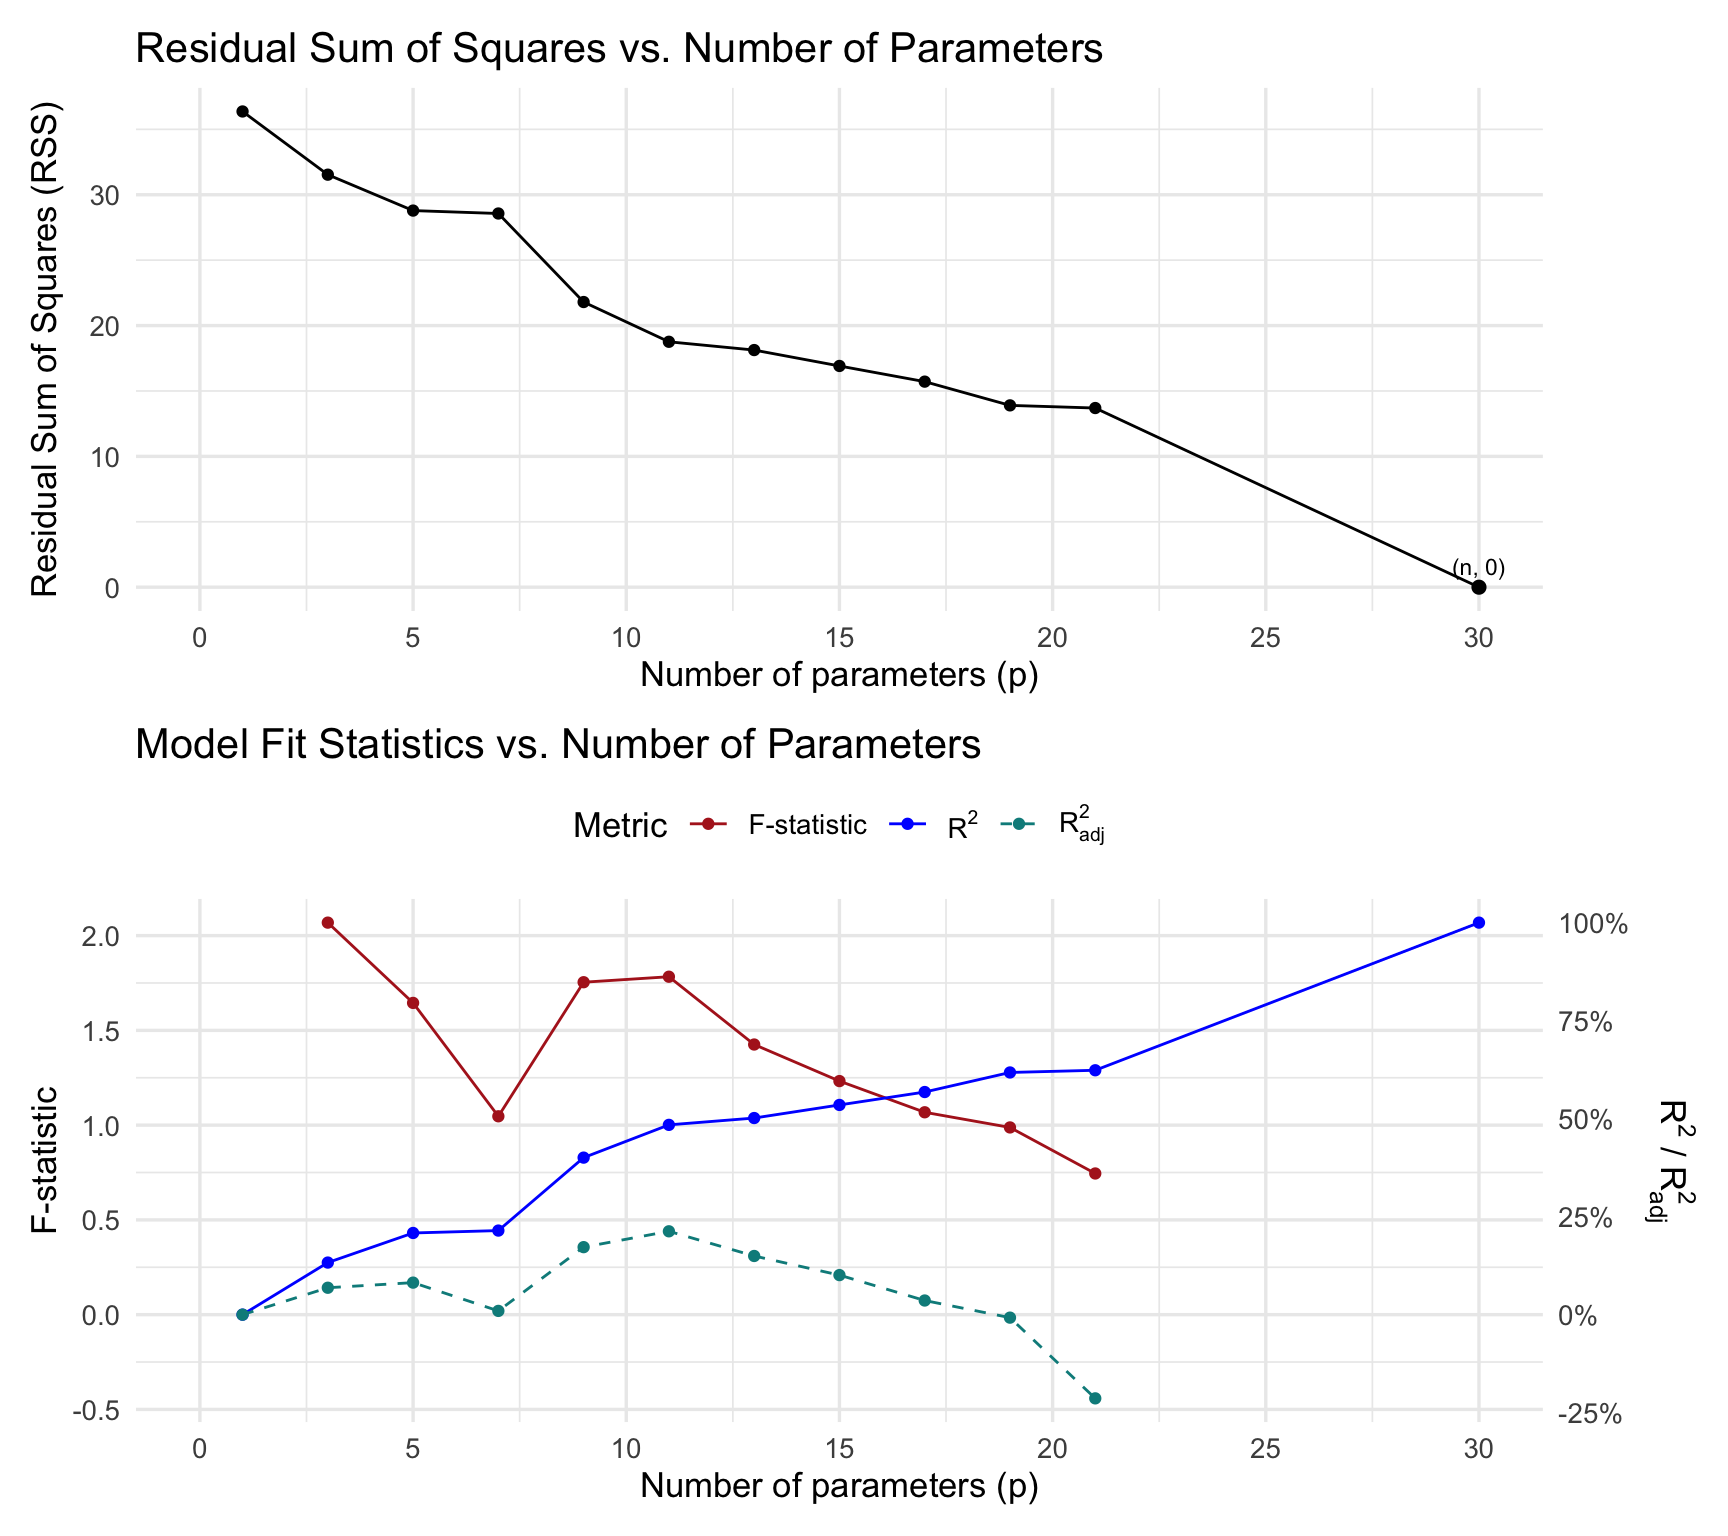 Residual Sum of Squares vs. Number of Parameters
Residual Sum of Squares (RSS)
30
20
10
0
(n, 0)
0 5 10 15 20 25 30
Number of parameters (p)
Model Fit Statistics vs. Number of Parameters
Metric F-statistic R² R²adj
F-statistic
2.0
1.5
1.0
0.5
0.0
-0.5
100%
75%
50%
25%
0%
-25%
R² / R²adj
0 5 10 15 20 25 30
Number of parameters (p)